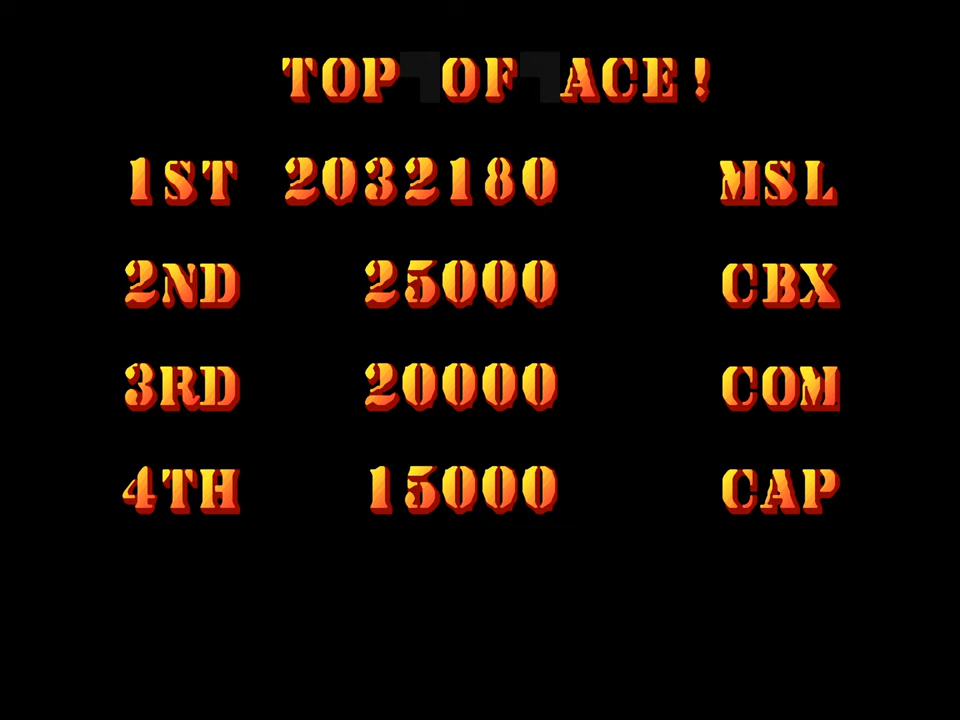 TOP OF ACE!
1ST 2032180 MSL
2ND 25000 CBX
3RD 20000 COM
4TH 15000 CAP